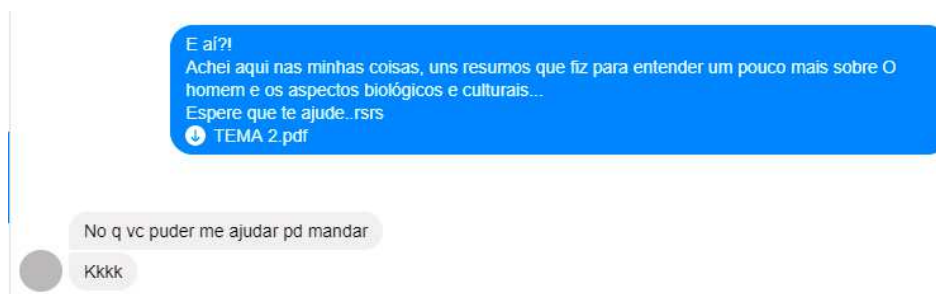 E aí?!
Achei aqui nas minhas coisas, uns resumos que fiz para entender um pouco mais sobre O
homem e os aspectos biológicos e culturais...
Espere que te ajude..rsrs
TEMA 2.pdf
No q vc puder me ajudar pd mandar
Kkkk